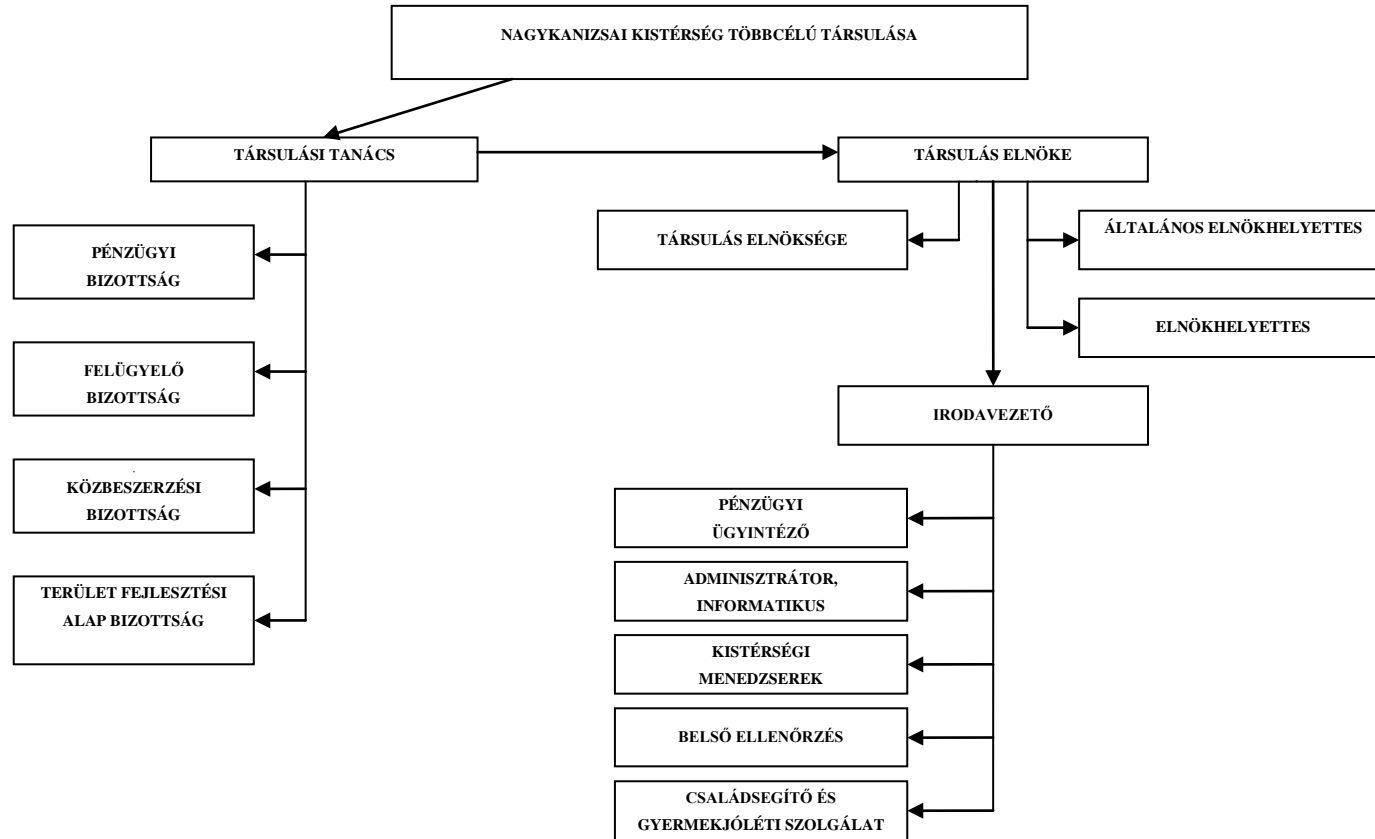 NAGYKANIZSAI KISTÉRSÉG TÖBBCÉLÚ TÁRSULÁSA
TÁRSULÁSI TANÁCS
TÁRSULÁS ELNÖKE
PÉNZÜGYI
BIZOTTSÁG
TÁRSULÁS ELNÖKSÉGE
ÁLTALÁNOS ELNÖKHELYETTES
ELNÖKHELYETTES
FELÜGYELŐ
BIZOTTSÁG
IRODAVEZETŐ
KÖZBESZERZÉSI
BIZOTTSÁG
PÉNZÜGYI
ÜGYINTÉZŐ
TERÜLET FEJLESZTÉSI
ALAP BIZOTTSÁG
ADMINISZTRÁTOR,
INFORMATIKUS
KISTÉRSÉGI
MENEDZSEREK
BELSŐ ELLENŐRZÉS
CSALÁDSEGÍTŐ ÉS
GYERMEKJÓLÉTI SZOLGÁLAT